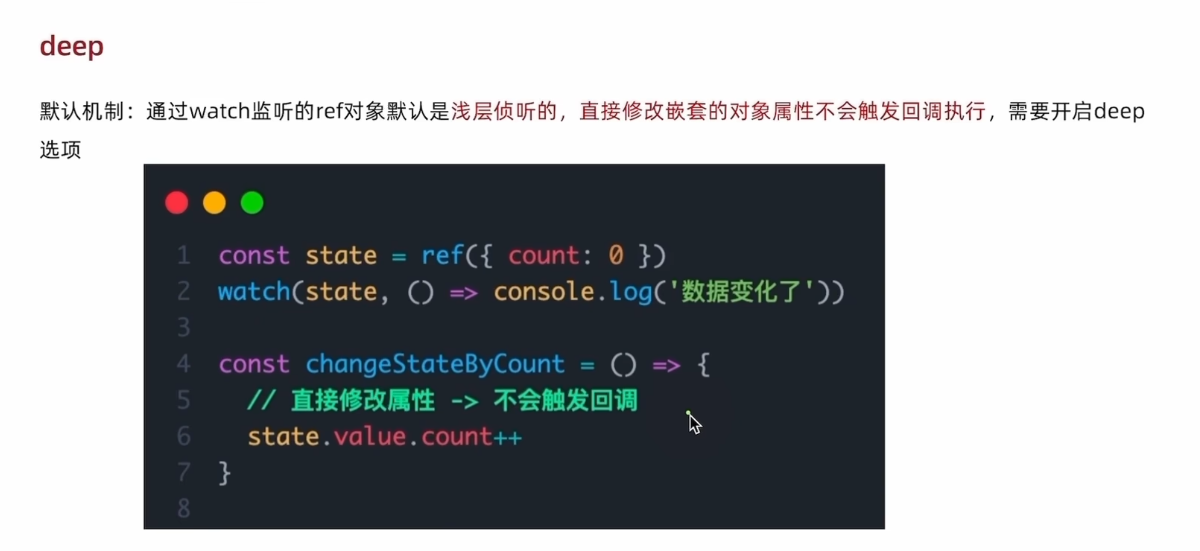 deep
默认机制：通过watch监听的ref对象默认是浅层侦听的，直接修改嵌套的对象属性不会触发回调执行，需要开启deep
选项
1 const state = ref({ count: 0 })
2 watch(state, () => console.log('数据变化了'))
3
4 const changeStateByCount = () => {
5 // 直接修改属性 -> 不会触发回调
6 state.value.count++
7 }
8